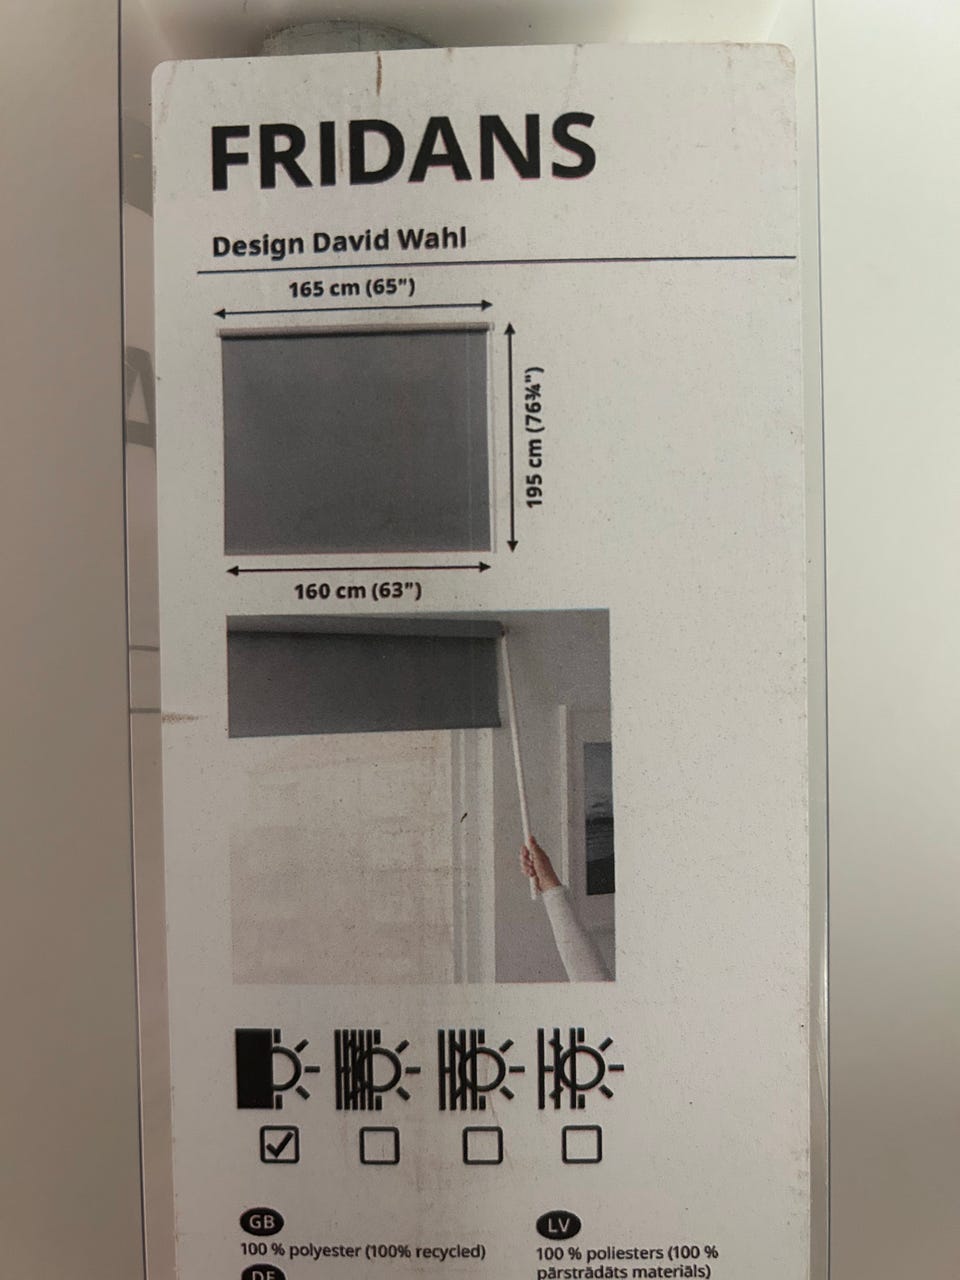 FRIDANS
Design David Wahl
165 cm (65")
195 cm (76¾")
160 cm (63")
GB
100 % polyester (100% recycled)
DE
LV
100 % poliesters (100 %
pārstrādāts materiāls)